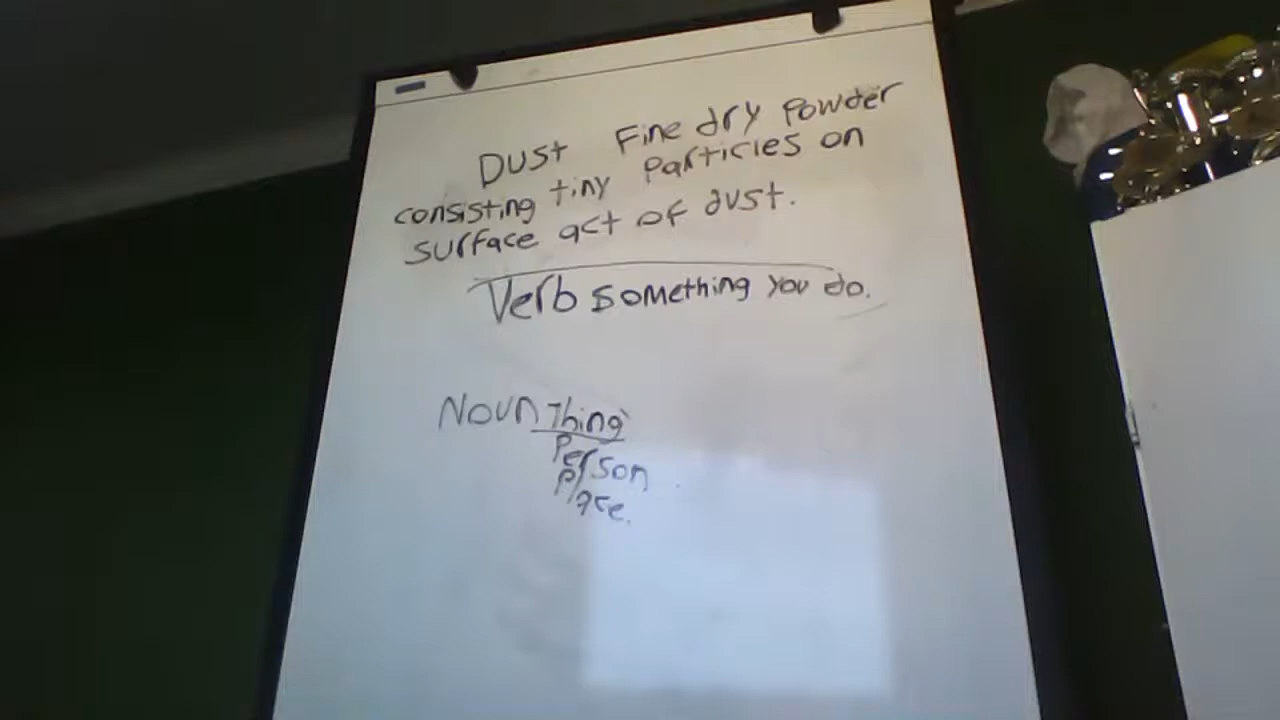 Dust Fine dry Powder
consisting tiny Particles on
surface act of dust.
Verb something you do.
Noun Thing
Person
Place.